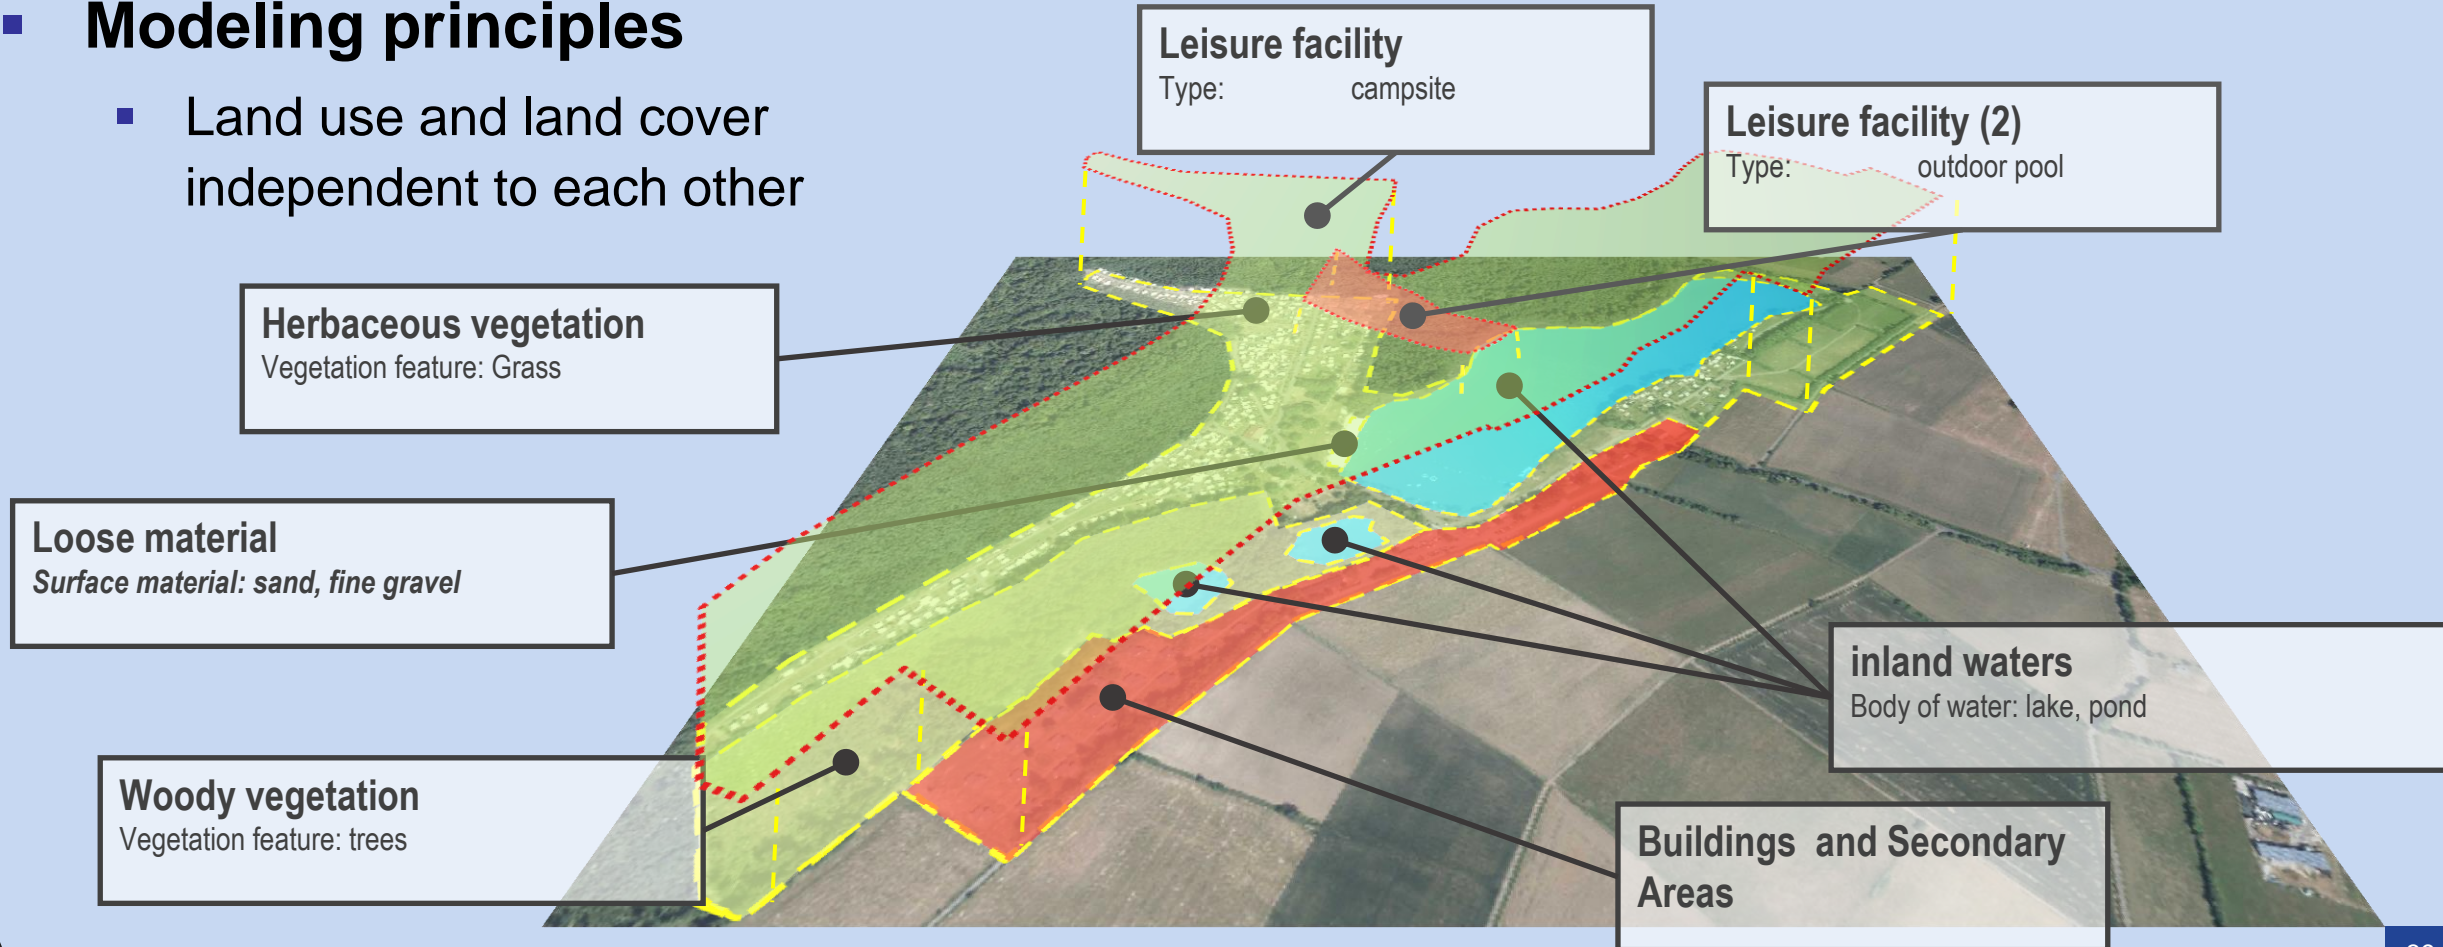 Modeling principles
Land use and land cover
independent to each other
Leisure facility
Type: campsite
Leisure facility (2)
Type: outdoor pool
Herbaceous vegetation
Vegetation feature: Grass
Loose material
Surface material: sand, fine gravel
inland waters
Body of water: lake, pond
Woody vegetation
Vegetation feature: trees
Buildings and Secondary
Areas